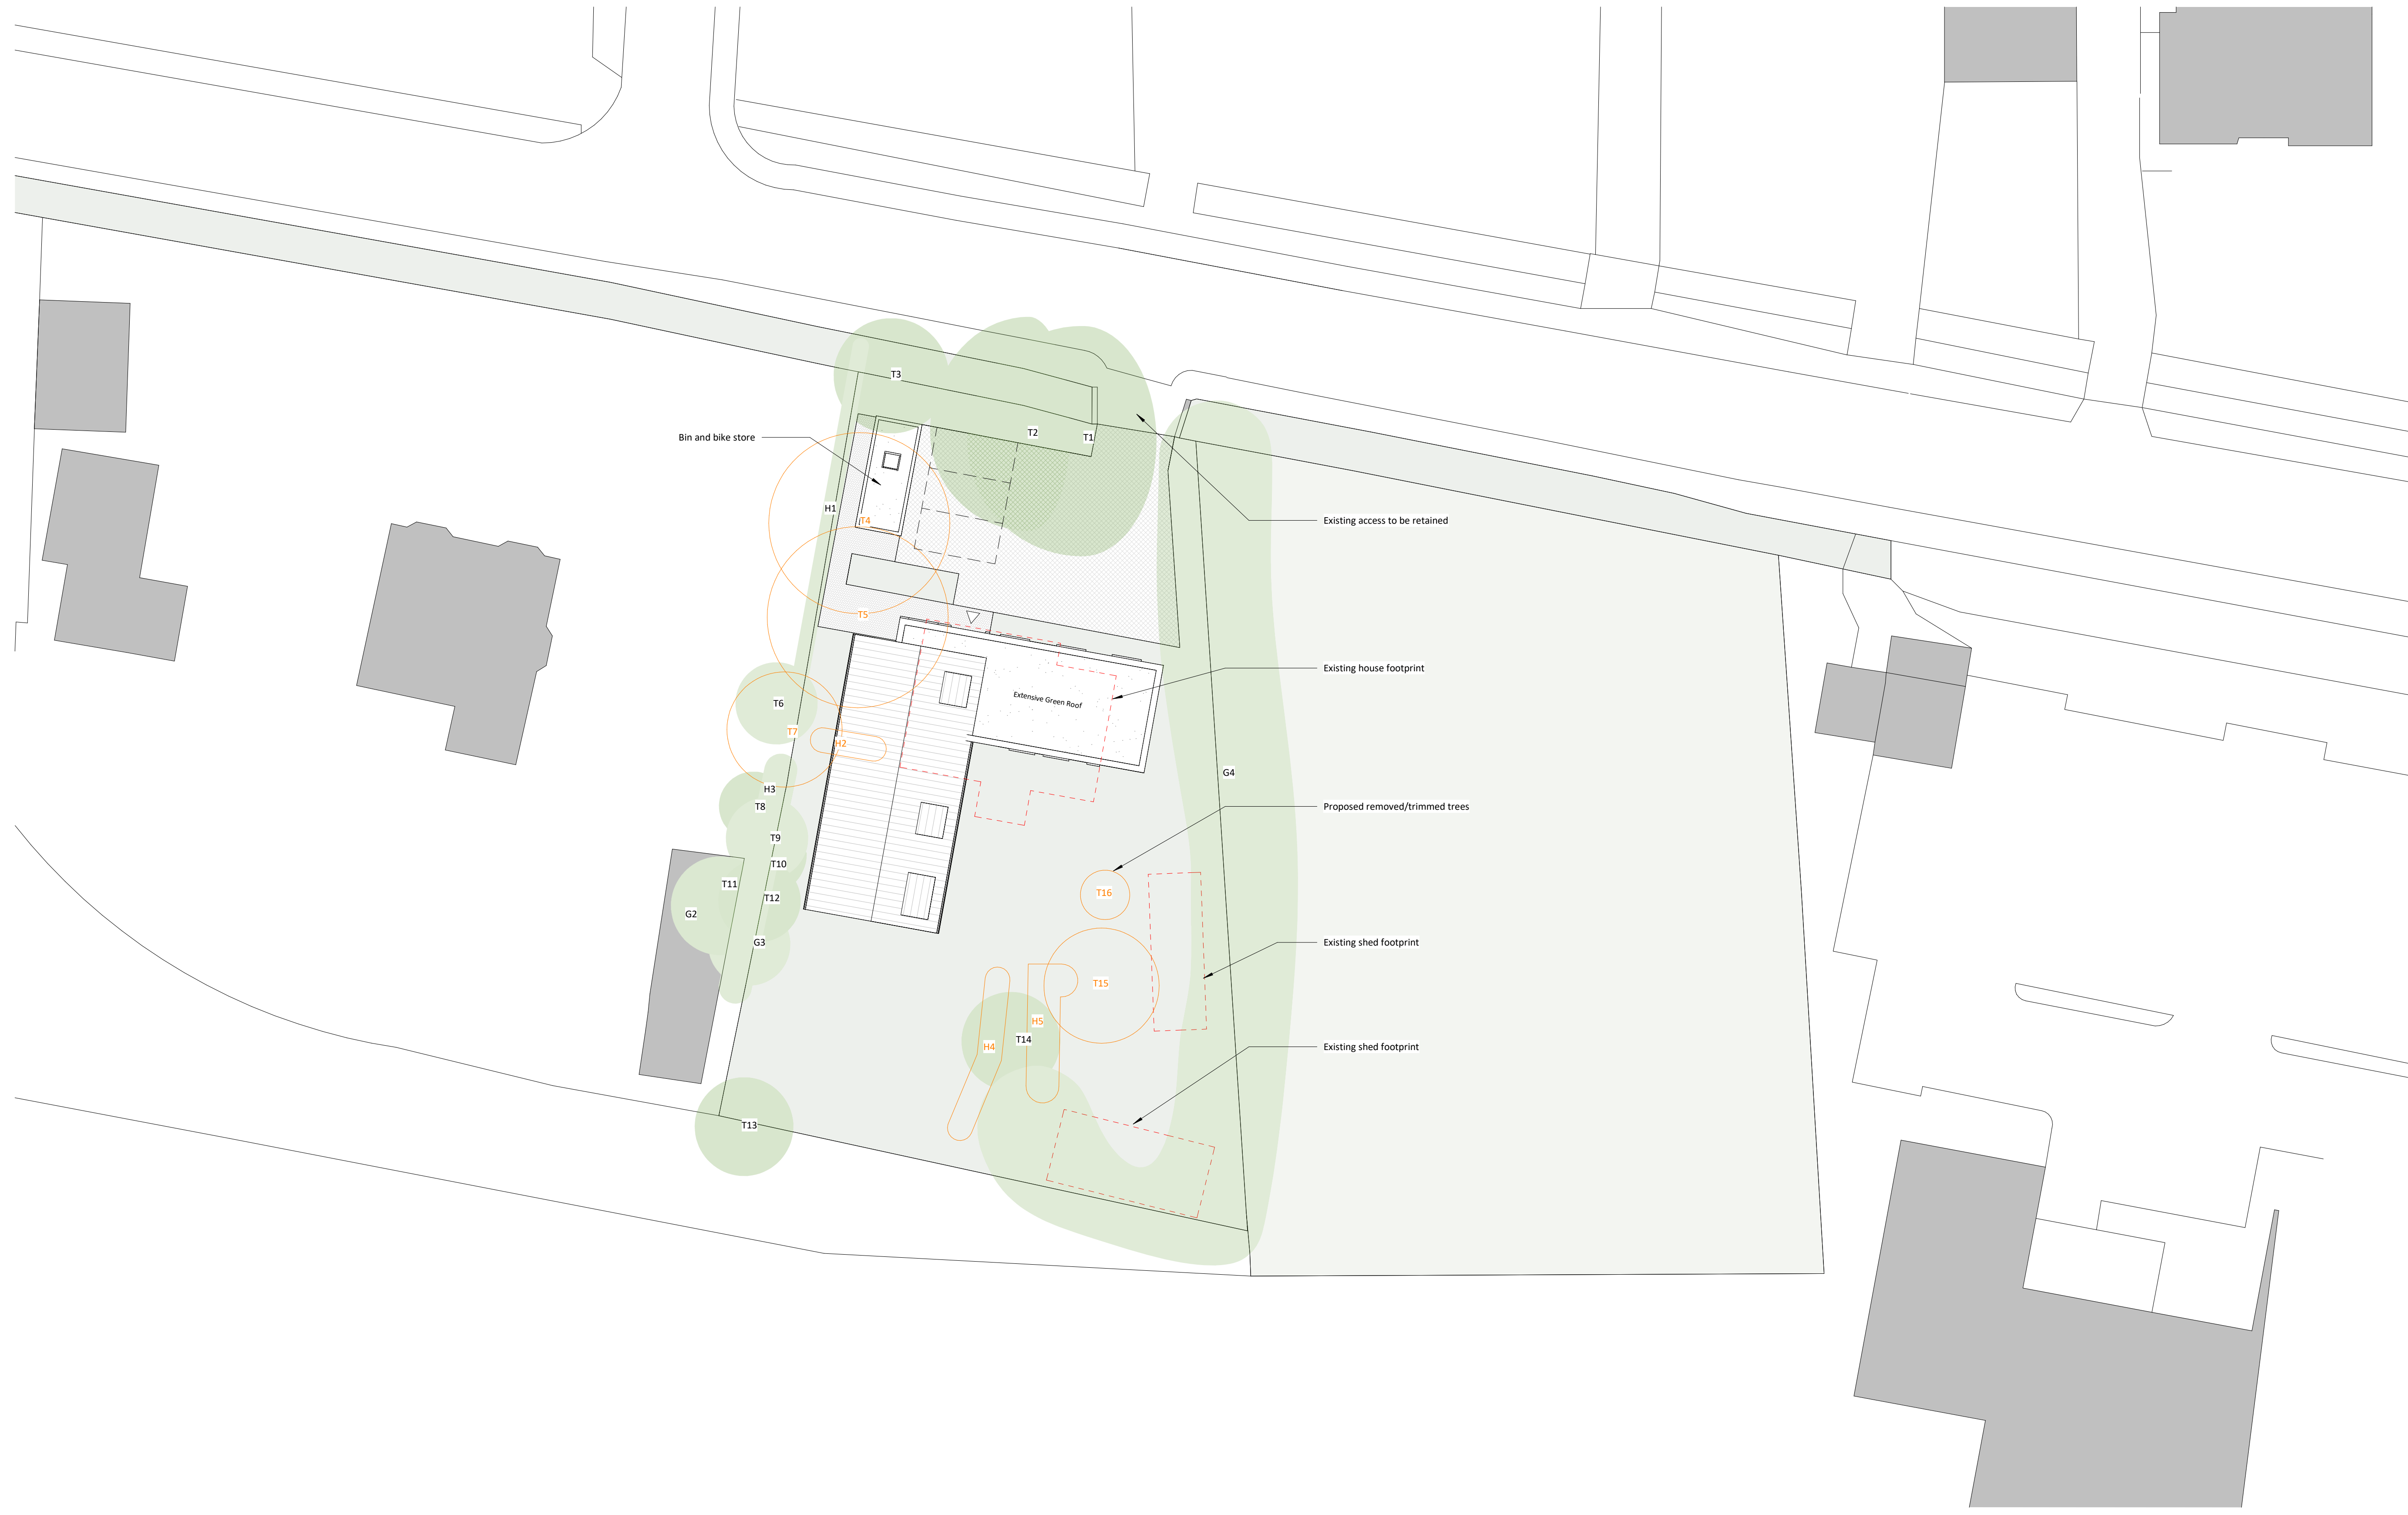 T3
T2
T1
Bin and bike store
H1
T4
Existing access to be retained
T5
Existing house footprint
Extensive Green Roof
T6
T7
H2
G4
H3
T8
Proposed removed/trimmed trees
T9
T10
T11
T12
T16
G2
G3
Existing shed footprint
T15
H5
T14
H4
Existing shed footprint
T13